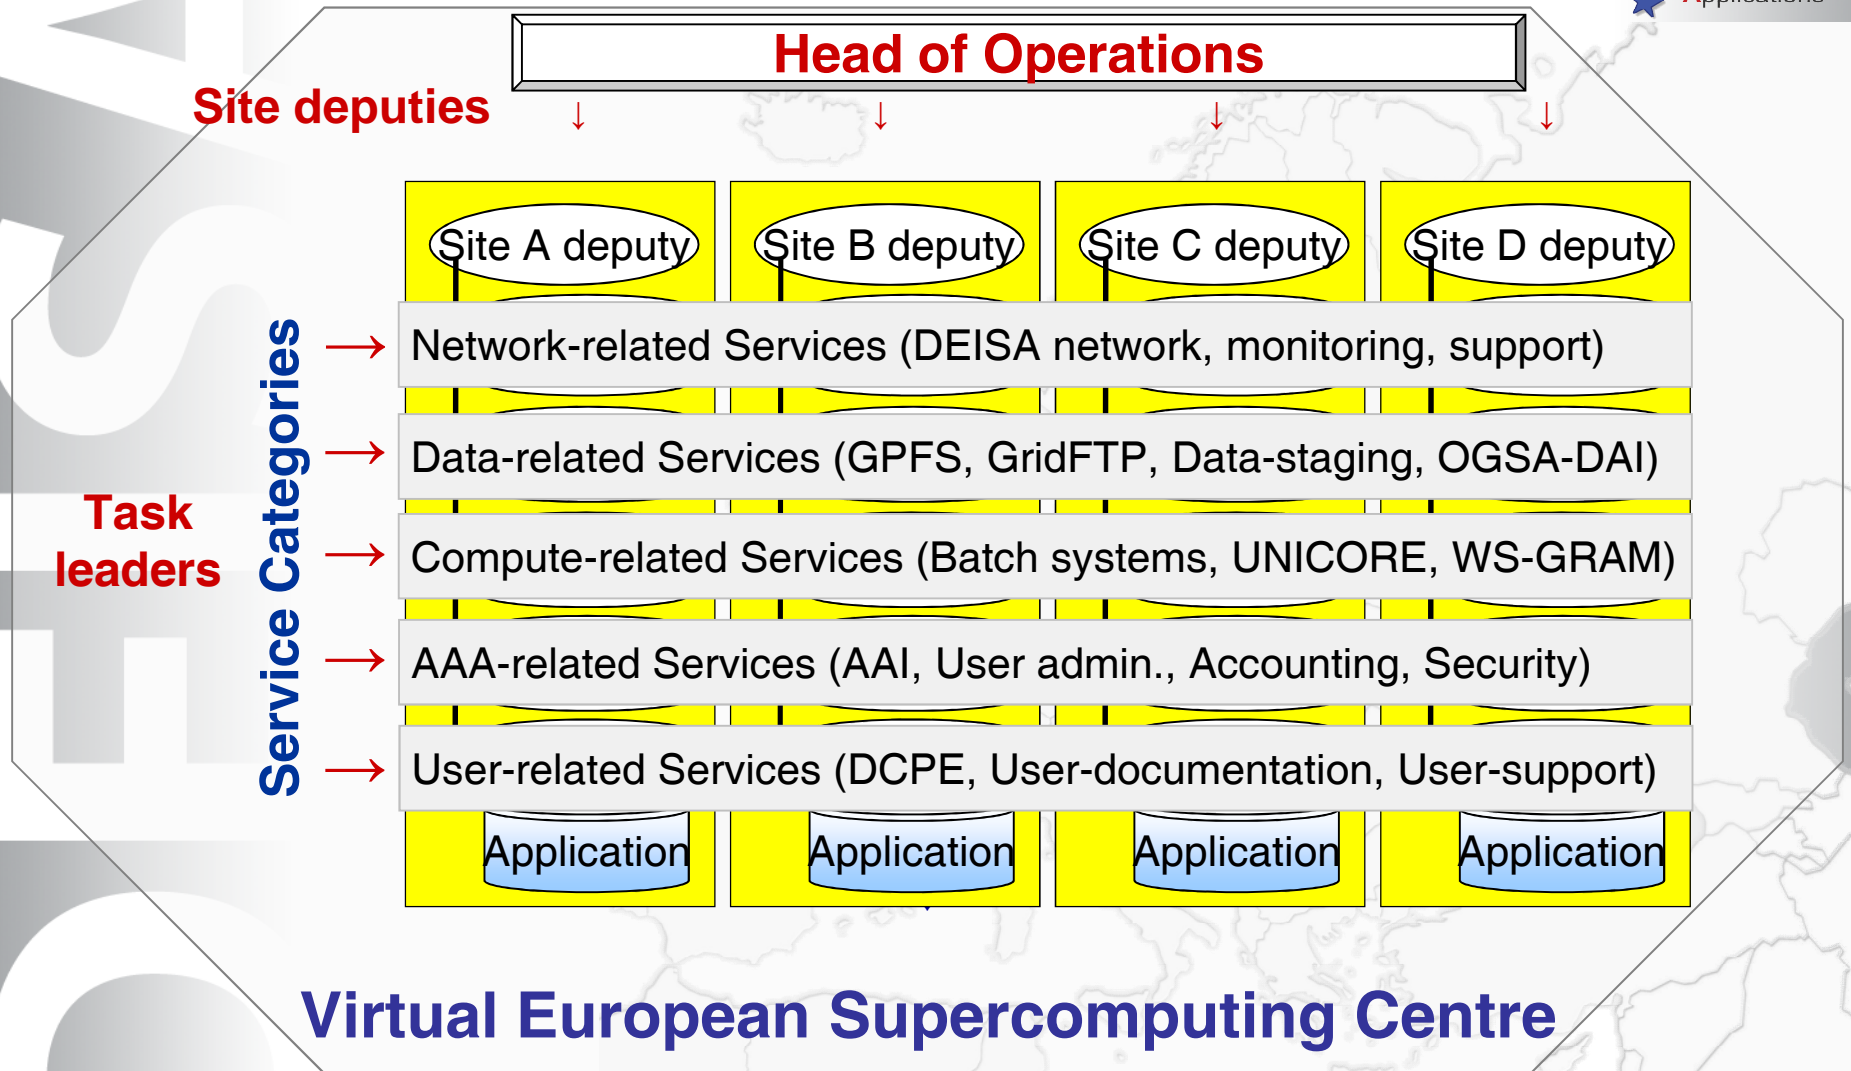 Applications
Head of Operations
Site deputies
↓ ↓ ↓ ↓
Site A deputy
Site B deputy
Site C deputy
Site D deputy
Task
leaders
Service Categories
→ Network-related Services (DEISA network, monitoring, support)
→ Data-related Services (GPFS, GridFTP, Data-staging, OGSA-DAI)
→ Compute-related Services (Batch systems, UNICORE, WS-GRAM)
→ AAA-related Services (AAI, User admin., Accounting, Security)
→ User-related Services (DCPE, User-documentation, User-support)
Application
Application
Application
Application
Virtual European Supercomputing Centre
DEISA